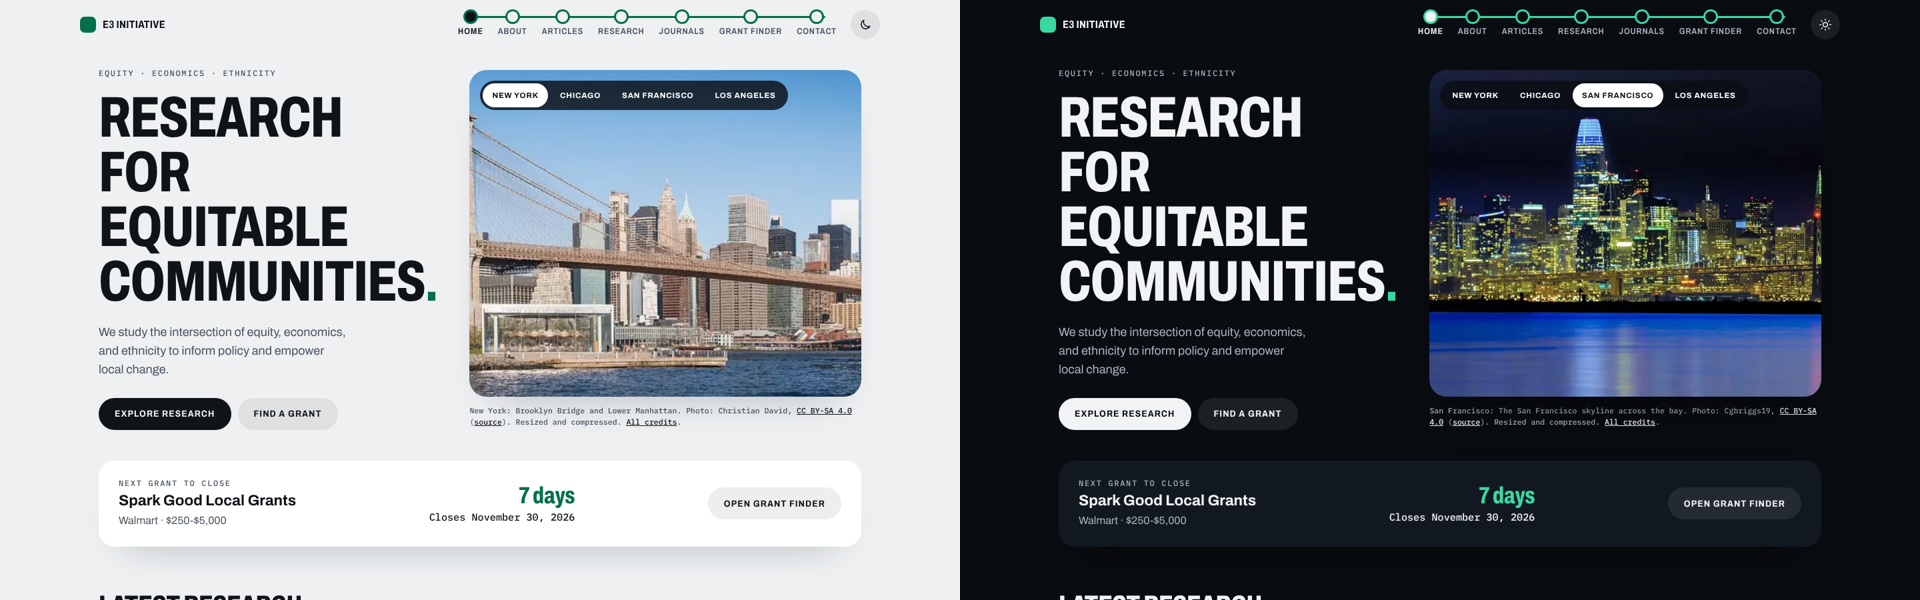 E3 INITIATIVE
HOME ABOUT ARTICLES RESEARCH JOURNALS GRANT FINDER CONTACT
EQUITY · ECONOMICS · ETHNICITY
RESEARCH
FOR
EQUITABLE
COMMUNITIES.
We study the intersection of equity, economics,
and ethnicity to inform policy and empower
local change.
EXPLORE RESEARCH FIND A GRANT
NEW YORK CHICAGO SAN FRANCISCO LOS ANGELES
New York: Brooklyn Bridge and Lower Manhattan. Photo: Christian David, CC BY-SA 4.0
(source). Resized and compressed. All credits.
NEXT GRANT TO CLOSE
Spark Good Local Grants
Walmart · $250-$5,000
7 days
Closes November 30, 2026
OPEN GRANT FINDER
LATEST RESEARCH
E3 INITIATIVE
HOME ABOUT ARTICLES RESEARCH JOURNALS GRANT FINDER CONTACT
EQUITY · ECONOMICS · ETHNICITY
RESEARCH
FOR
EQUITABLE
COMMUNITIES.
We study the intersection of equity, economics,
and ethnicity to inform policy and empower
local change.
EXPLORE RESEARCH FIND A GRANT
NEW YORK CHICAGO SAN FRANCISCO LOS ANGELES
San Francisco: The San Francisco skyline across the bay. Photo: Cgbriggs19, CC BY-SA
4.0 (source). Resized and compressed. All credits.
NEXT GRANT TO CLOSE
Spark Good Local Grants
Walmart · $250-$5,000
7 days
Closes November 30, 2026
OPEN GRANT FINDER
LATEST RESEARCH